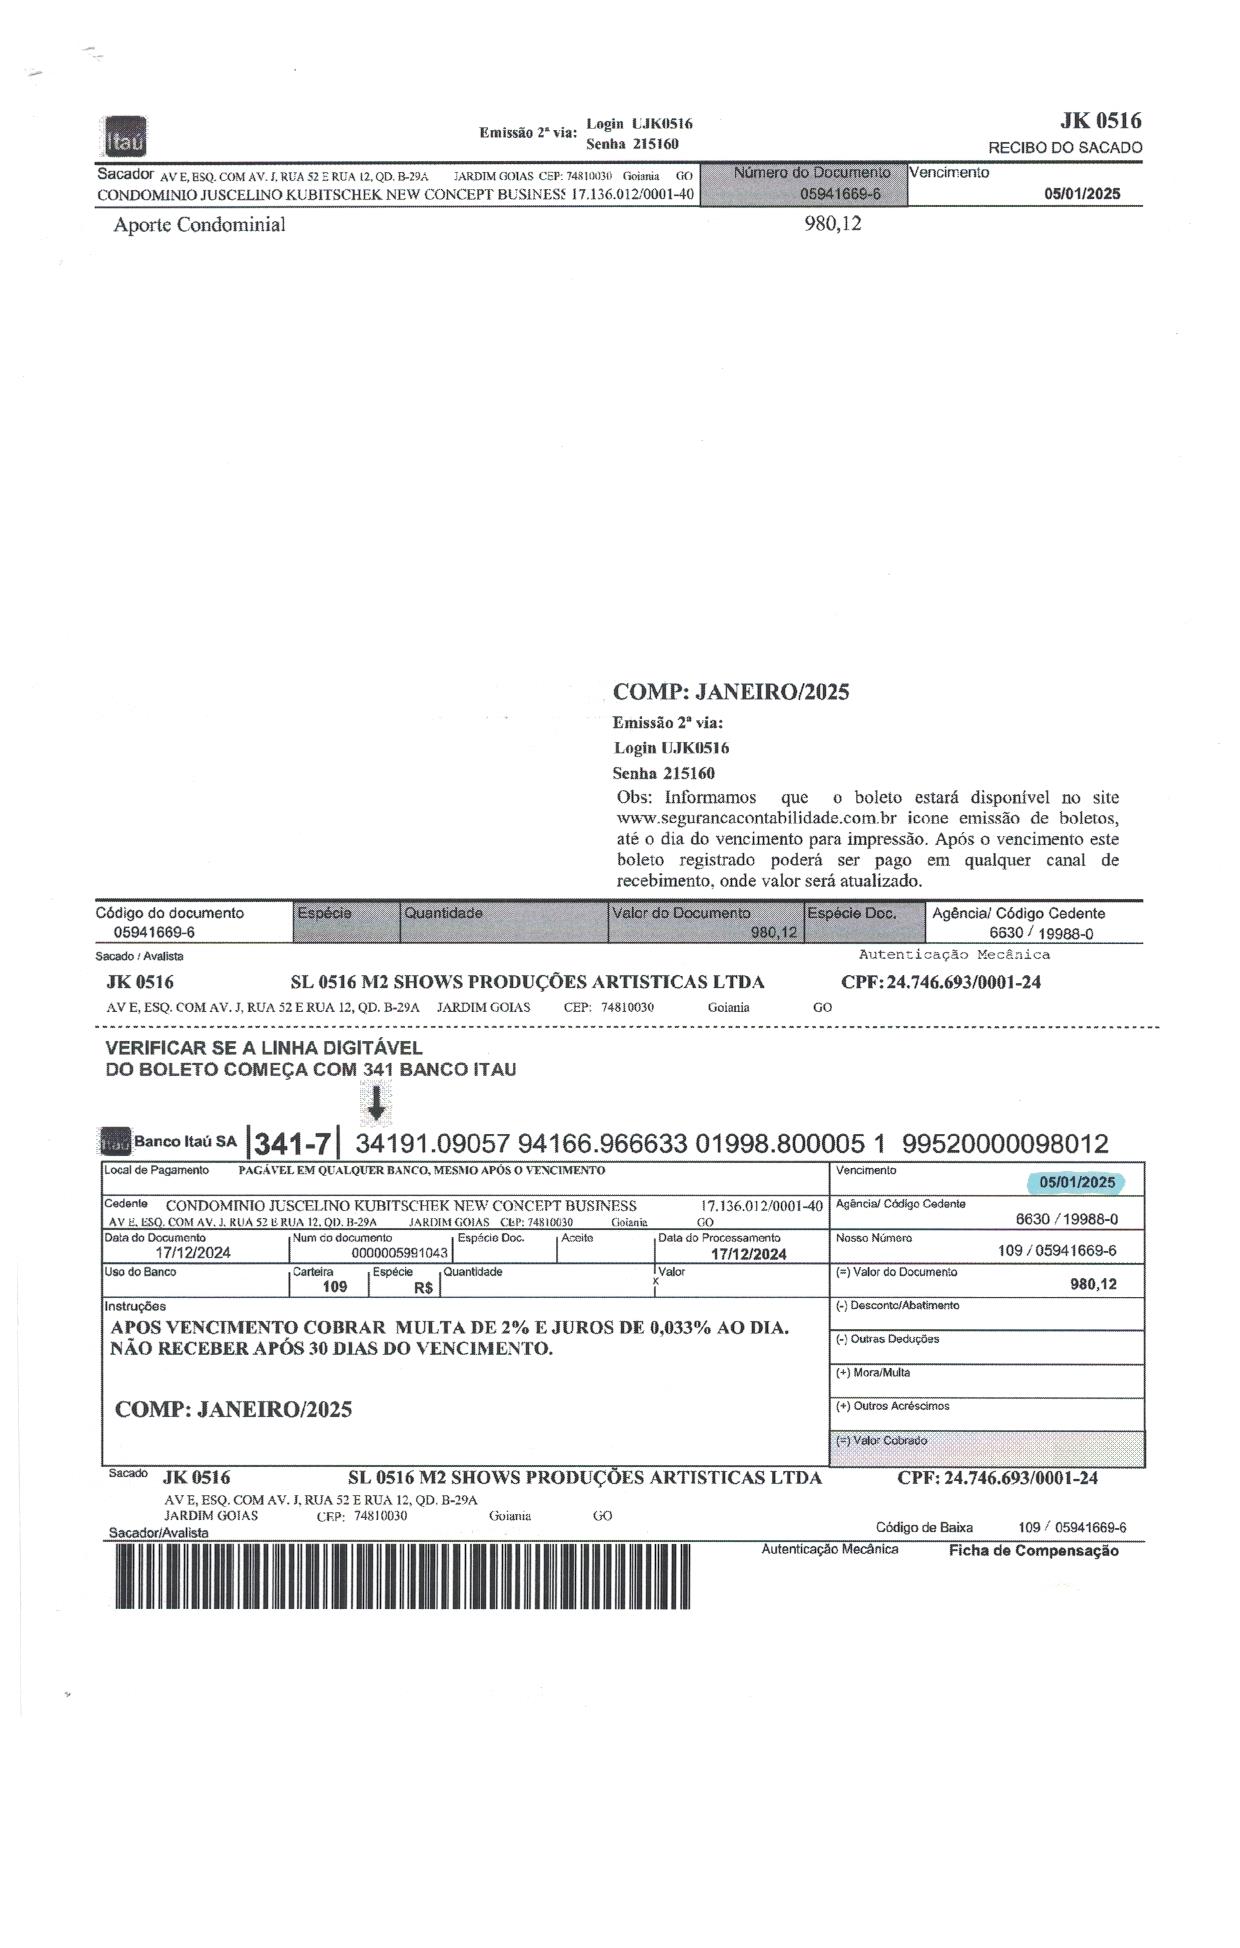 Itaú
Emissão 2ª via: Login UJK0516
Senha 215160
JK 0516
RECIBO DO SACADO
Sacador AV E, ESQ. COM AV. J, RUA 52 E RUA 12, QD. B-29A JARDIM GOIAS CEP: 74810030 Goiania GO
CONDOMINIO JUSCELINO KUBITSCHEK NEW CONCEPT BUSINESS 17.136.012/0001-40
Número do Documento
05941669-6
Vencimento
05/01/2025
Aporte Condominial 980,12
COMP: JANEIRO/2025
Emissão 2ª via:
Login UJK0516
Senha 215160
Obs: Informamos que o boleto estará disponível no site
www.segurancacontabilidade.com.br icone emissão de boletos,
até o dia do vencimento para impressão. Após o vencimento este
boleto registrado poderá ser pago em qualquer canal de
recebimento, onde valor será atualizado.
Código do documento Espécie Quantidade Valor do Documento Espécie Doc. Agência/ Código Cedente
05941669-6 980,12 6630 / 19988-0
Sacado / Avalista Autenticação Mecânica
JK 0516 SL 0516 M2 SHOWS PRODUÇÕES ARTISTICAS LTDA CPF: 24.746.693/0001-24
AV E, ESQ. COM AV. J, RUA 52 E RUA 12, QD. B-29A JARDIM GOIAS CEP: 74810030 Goiania GO
VERIFICAR SE A LINHA DIGITÁVEL
DO BOLETO COMEÇA COM 341 BANCO ITAU
Itaú Banco Itaú SA |341-7| 34191.09057 94166.966633 01998.800005 1 99520000098012
Local de Pagamento PAGÁVEL EM QUALQUER BANCO, MESMO APÓS O VENCIMENTO Vencimento
05/01/2025
Cedente CONDOMINIO JUSCELINO KUBITSCHEK NEW CONCEPT BUSINESS 17.136.012/0001-40 Agência/ Código Cedente
AV E, ESQ. COM AV. J, RUA 52 E RUA 12, QD. B-29A JARDIM GOIAS CEP: 74810030 Goiania GO 6630 / 19988-0
Data do Documento Num do documento Espécie Doc. Aceite Data do Processamento Nosso Número
17/12/2024 0000005991043 17/12/2024 109 / 05941669-6
Uso do Banco Carteira Espécie Quantidade Valor (=) Valor do Documento
109 R$ x 980,12
Instruções (-) Desconto/Abatimento
APOS VENCIMENTO COBRAR MULTA DE 2% E JUROS DE 0,033% AO DIA.
NÃO RECEBER APÓS 30 DIAS DO VENCIMENTO.
(-) Outras Deduções
(+) Mora/Multa
COMP: JANEIRO/2025
(+) Outros Acréscimos
(=) Valor Cobrado
Sacado JK 0516 SL 0516 M2 SHOWS PRODUÇÕES ARTISTICAS LTDA CPF: 24.746.693/0001-24
AV E, ESQ. COM AV. J, RUA 52 E RUA 12, QD. B-29A
JARDIM GOIAS CEP: 74810030 Goiania GO
Sacador/Avalista Código de Baixa 109 / 05941669-6
Autenticação Mecânica Ficha de Compensação